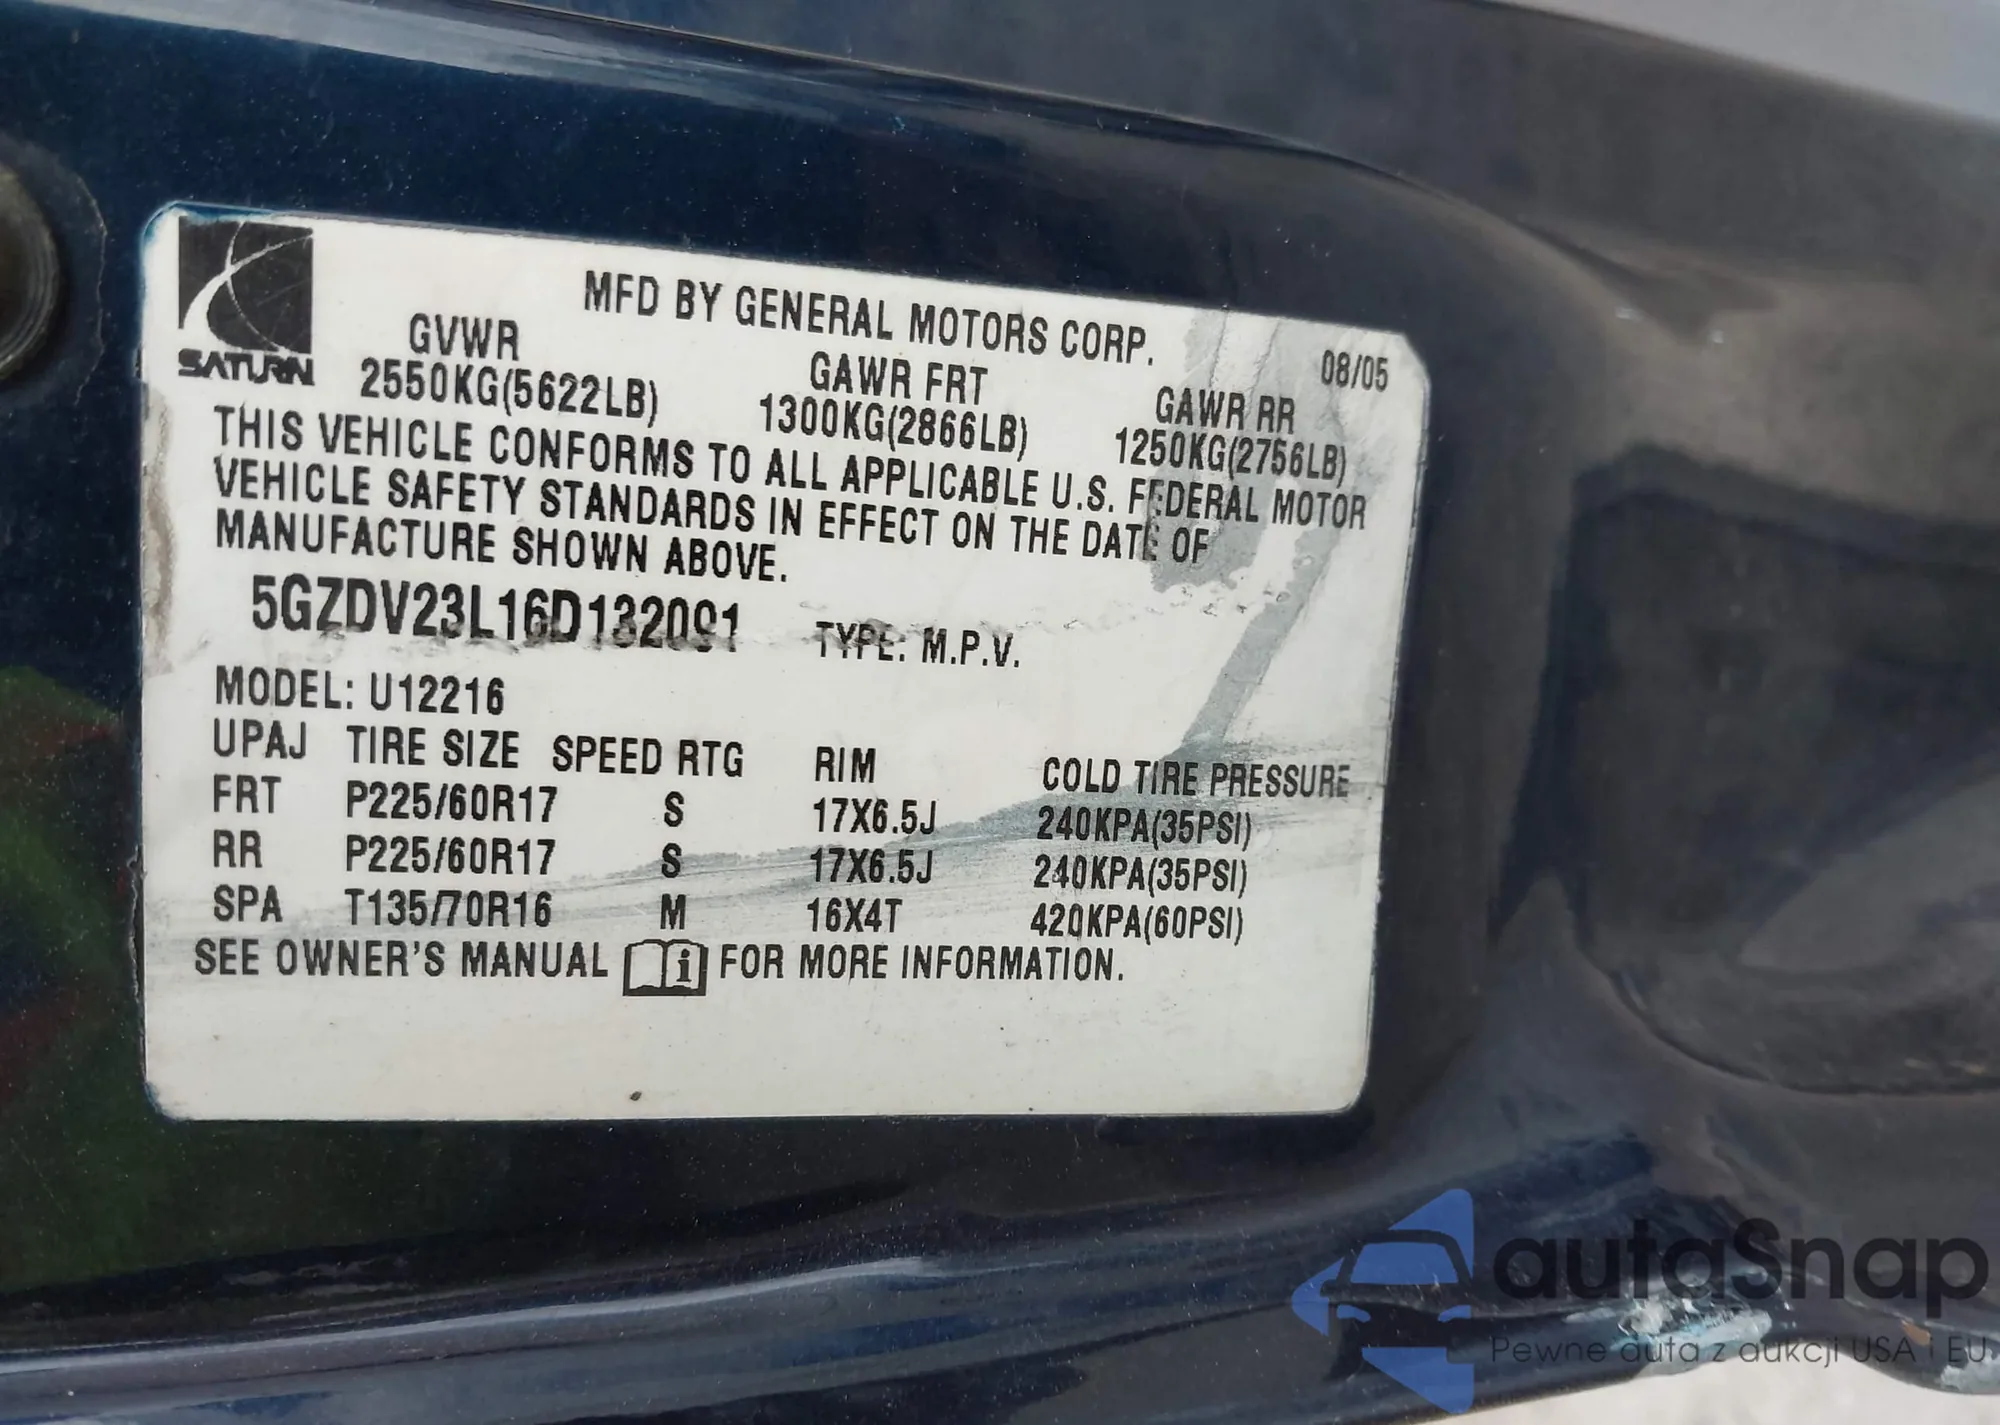 SATURN
MFD BY GENERAL MOTORS CORP.
08/05
GVWR GAWR FRT GAWR RR
2550KG(5622LB) 1300KG(2866LB) 1250KG(2756LB)
THIS VEHICLE CONFORMS TO ALL APPLICABLE U.S. FEDERAL MOTOR
VEHICLE SAFETY STANDARDS IN EFFECT ON THE DATE OF
MANUFACTURE SHOWN ABOVE.
5GZDV23L16D132091 TYPE: M.P.V.
MODEL: U12216
UPAJ TIRE SIZE SPEED RTG RIM COLD TIRE PRESSURE
FRT P225/60R17 S 17X6.5J 240KPA(35PSI)
RR P225/60R17 S 17X6.5J 240KPA(35PSI)
SPA T135/70R16 M 16X4T 420KPA(60PSI)
SEE OWNER'S MANUAL i FOR MORE INFORMATION.
autaSnap
Pewne auta z aukcji USA i EU